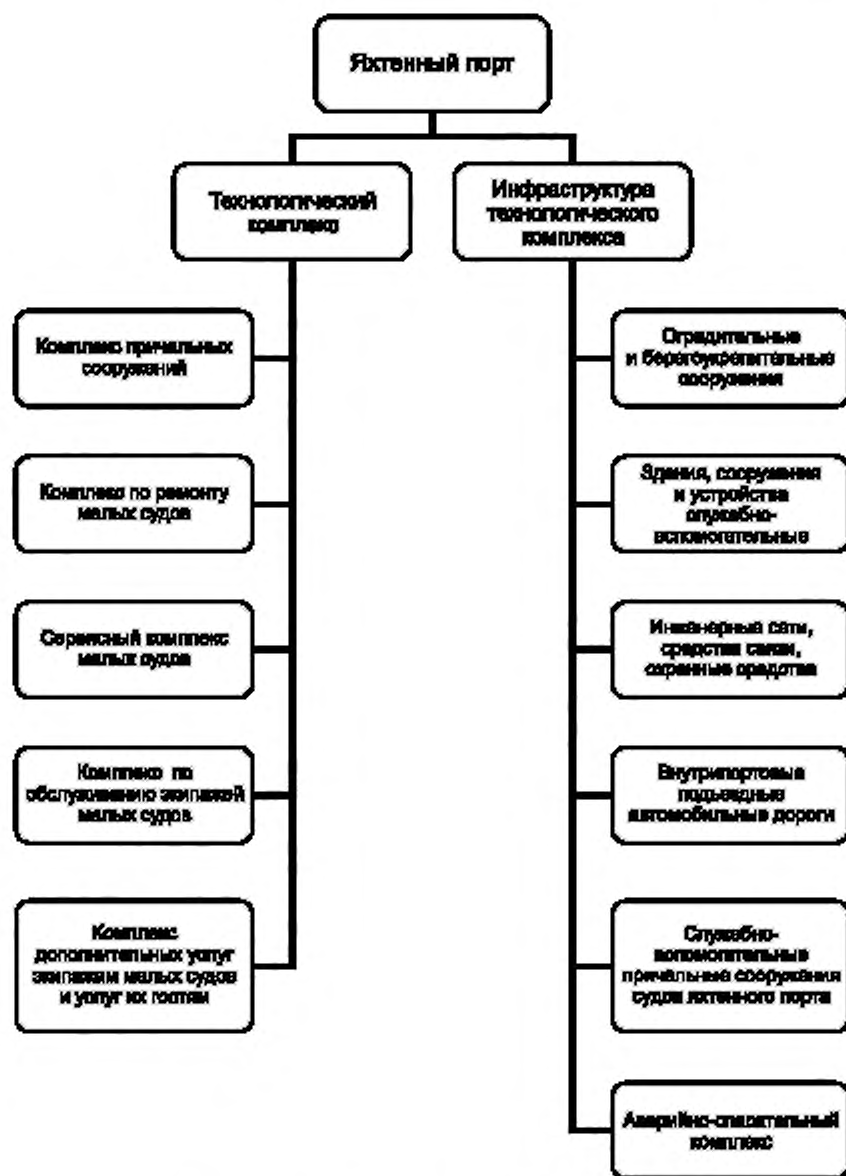 Яхтенный порт
Технологический
комплекс
Инфраструктура
технологического
комплекса
Комплекс причальных
сооружений
Оградительные
и берегоукрепительные
сооружения
Комплекс по ремонту
малых судов
Здания, сооружения
и устройства
служебно-
вспомогательные
Сервисный комплекс
малых судов
Инженерные сети,
средства связи,
охранные средства
Комплекс по
обслуживанию экипажей
малых судов
Внутрипортовые
подъездные
автомобильные дороги
Комплекс
дополнительных услуг
экипажам малых судов
и услуг их гостям
Служебно-
вспомогательные
причальные сооружения
судов яхтенного порта
Аварийно-спасательный
комплекс